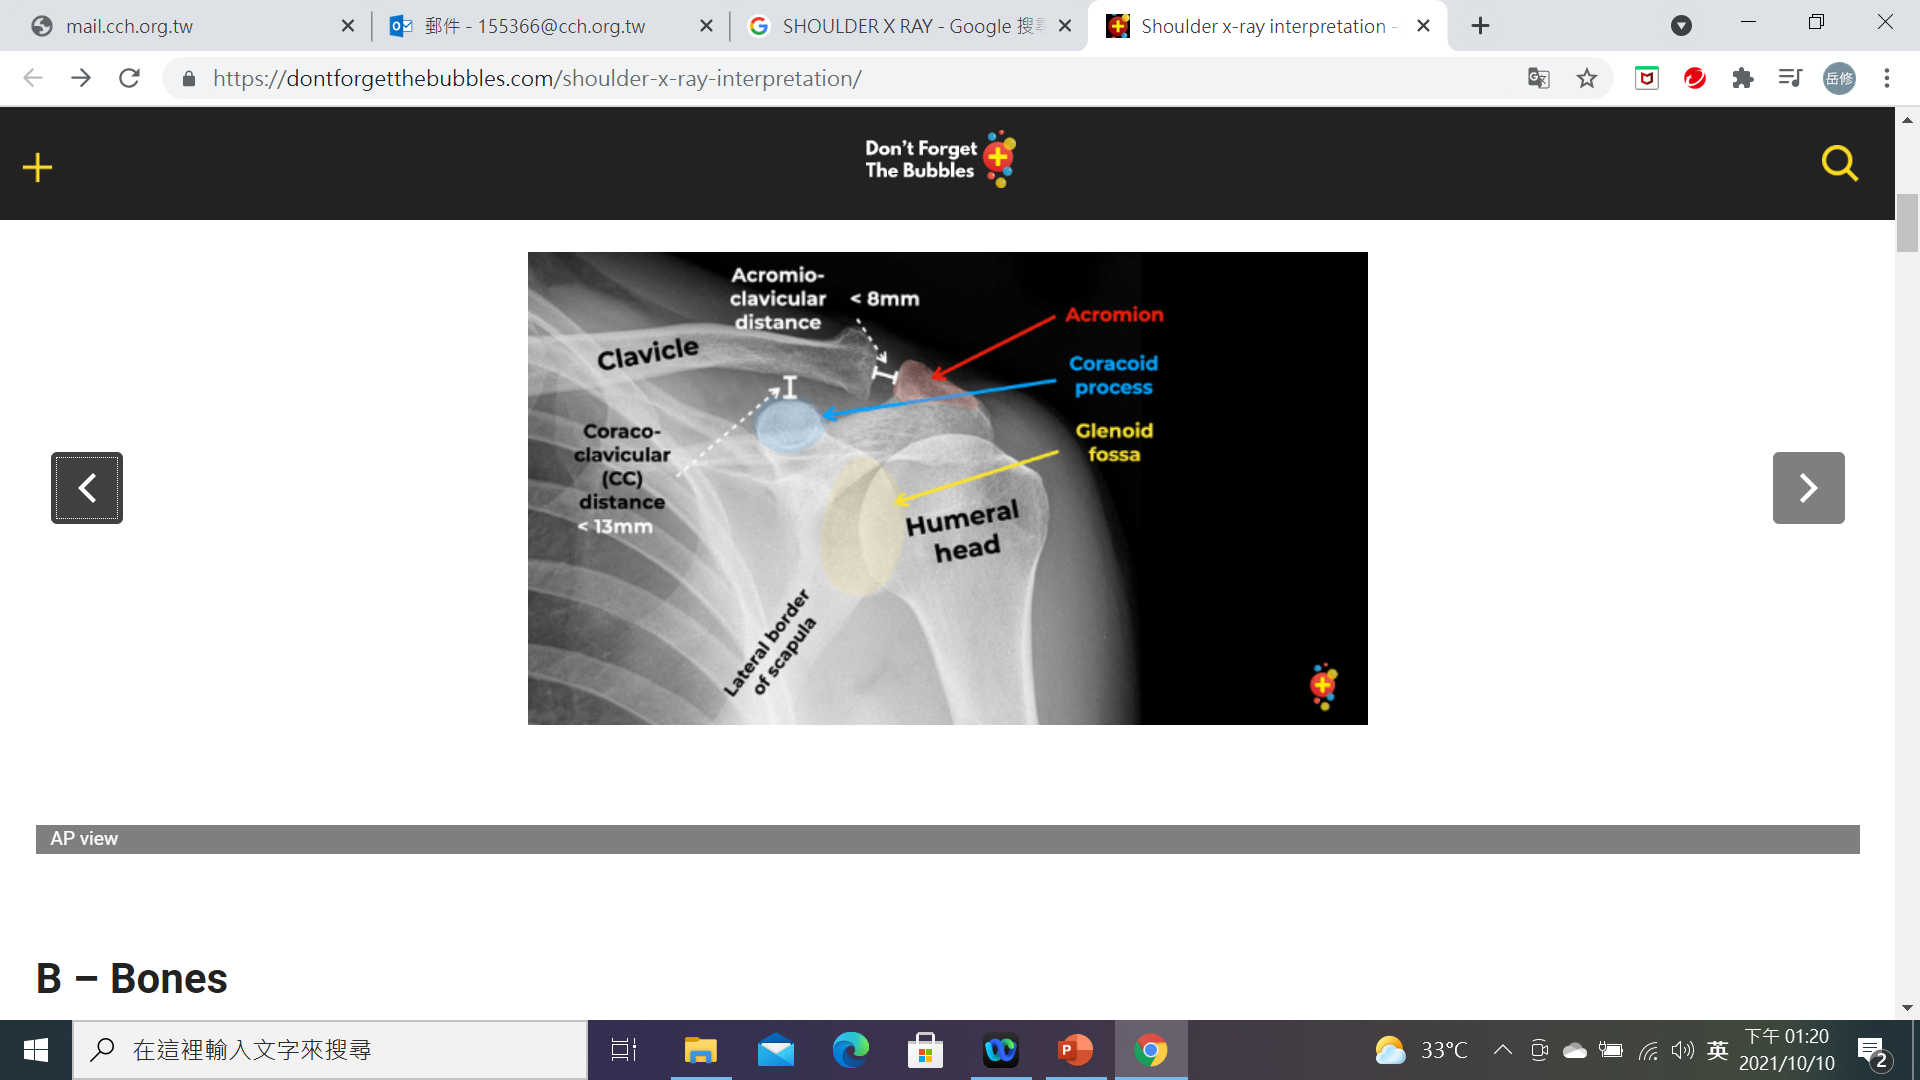 mail.cch.org.tw
郵件 - 155366@cch.org.tw
SHOULDER X RAY - Google 搜
Shoulder x-ray interpretation -
https://dontforgetthebubbles.com/shoulder-x-ray-interpretation/
岳修
Don't Forget
The Bubbles
Acromio-
clavicular
distance
< 8mm
Acromion
Clavicle
Coracoid
process
Coraco-
clavicular
(CC)
distance
< 13mm
Glenoid
fossa
Humeral
head
Lateral border
of scapula
AP view
B – Bones
在這裡輸入文字來搜尋
33°C
英
下午 01:20
2021/10/10
2